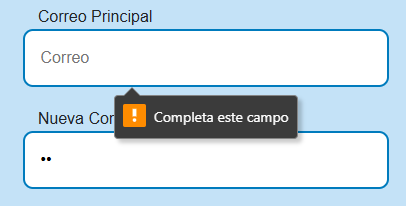 Correo Principal
Correo
Completa este campo
Nueva Con
••